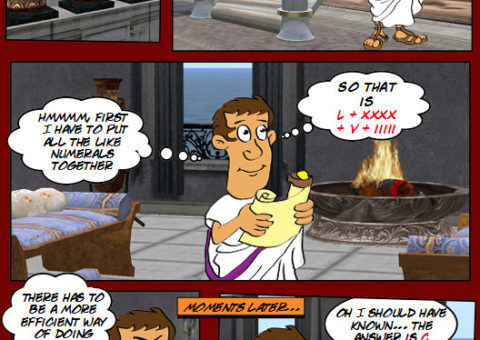 HMMMM, FIRST
I HAVE TO PUT
ALL THE LIKE
NUMERALS
TOGETHER
SO THAT
IS
L + XXXX
+ V + IIIII
THERE HAS TO
BE A MORE
EFFICIENT WAY
OF DOING
MOMENTS LATER...
OH I SHOULD HAVE
KNOWN... THE
ANSWER IS C